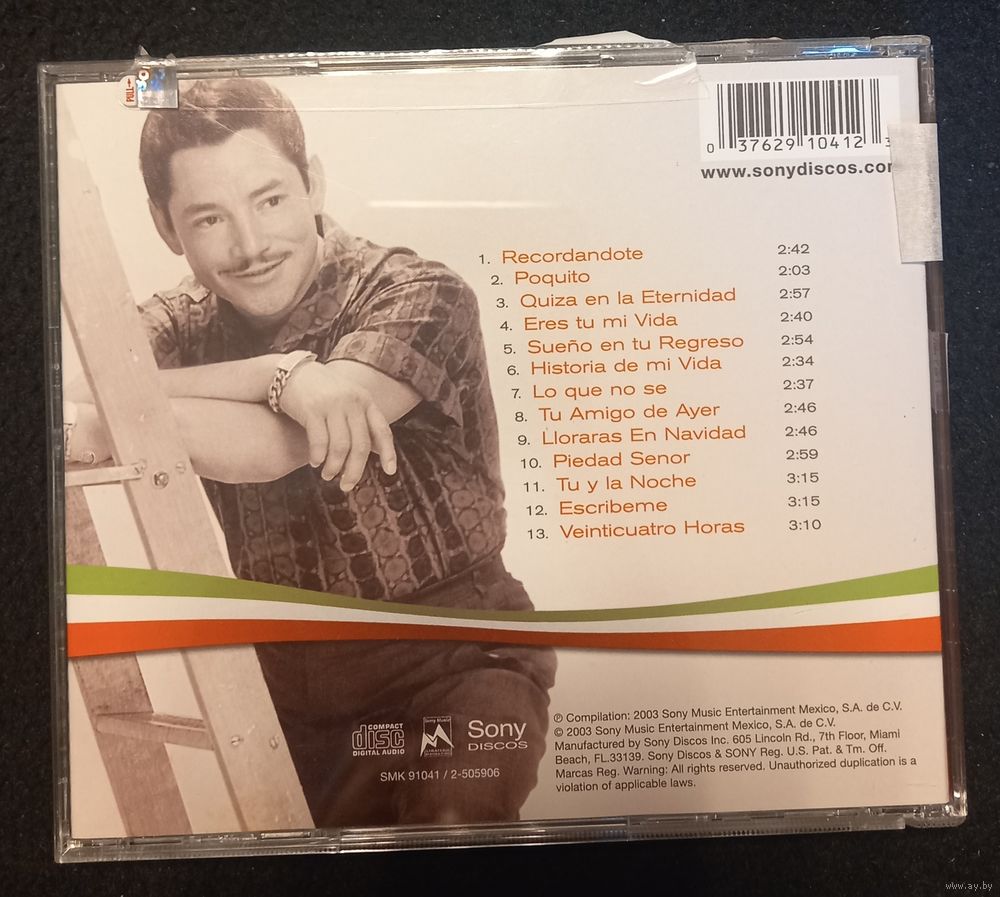 PULL
0 37629 10412 3
www.sonydiscos.com
1. Recordandote 2:42
2. Poquito 2:03
3. Quiza en la Eternidad 2:57
4. Eres tu mi Vida 2:40
5. Sueño en tu Regreso 2:54
6. Historia de mi Vida 2:34
7. Lo que no se 2:37
8. Tu Amigo de Ayer 2:46
9. Lloraras En Navidad 2:46
10. Piedad Senor 2:59
11. Tu y la Noche 3:15
12. Escribeme 3:15
13. Veinticuatro Horas 3:10
COMPACT
disc
DIGITAL AUDIO
Sony Music
Sony
DISCOS
SMK 91041 / 2-505906
℗ Compilation: 2003 Sony Music Entertainment Mexico, S.A. de C.V.
© 2003 Sony Music Entertainment Mexico, S.A. de C.V.
Manufactured by Sony Discos Inc. 605 Lincoln Rd., 7th Floor, Miami
Beach, FL.33139. Sony Discos & SONY Reg. U.S. Pat. & Tm. Off.
Marcas Reg. Warning: All rights reserved. Unauthorized duplication is a
violation of applicable laws.
www.ay.by